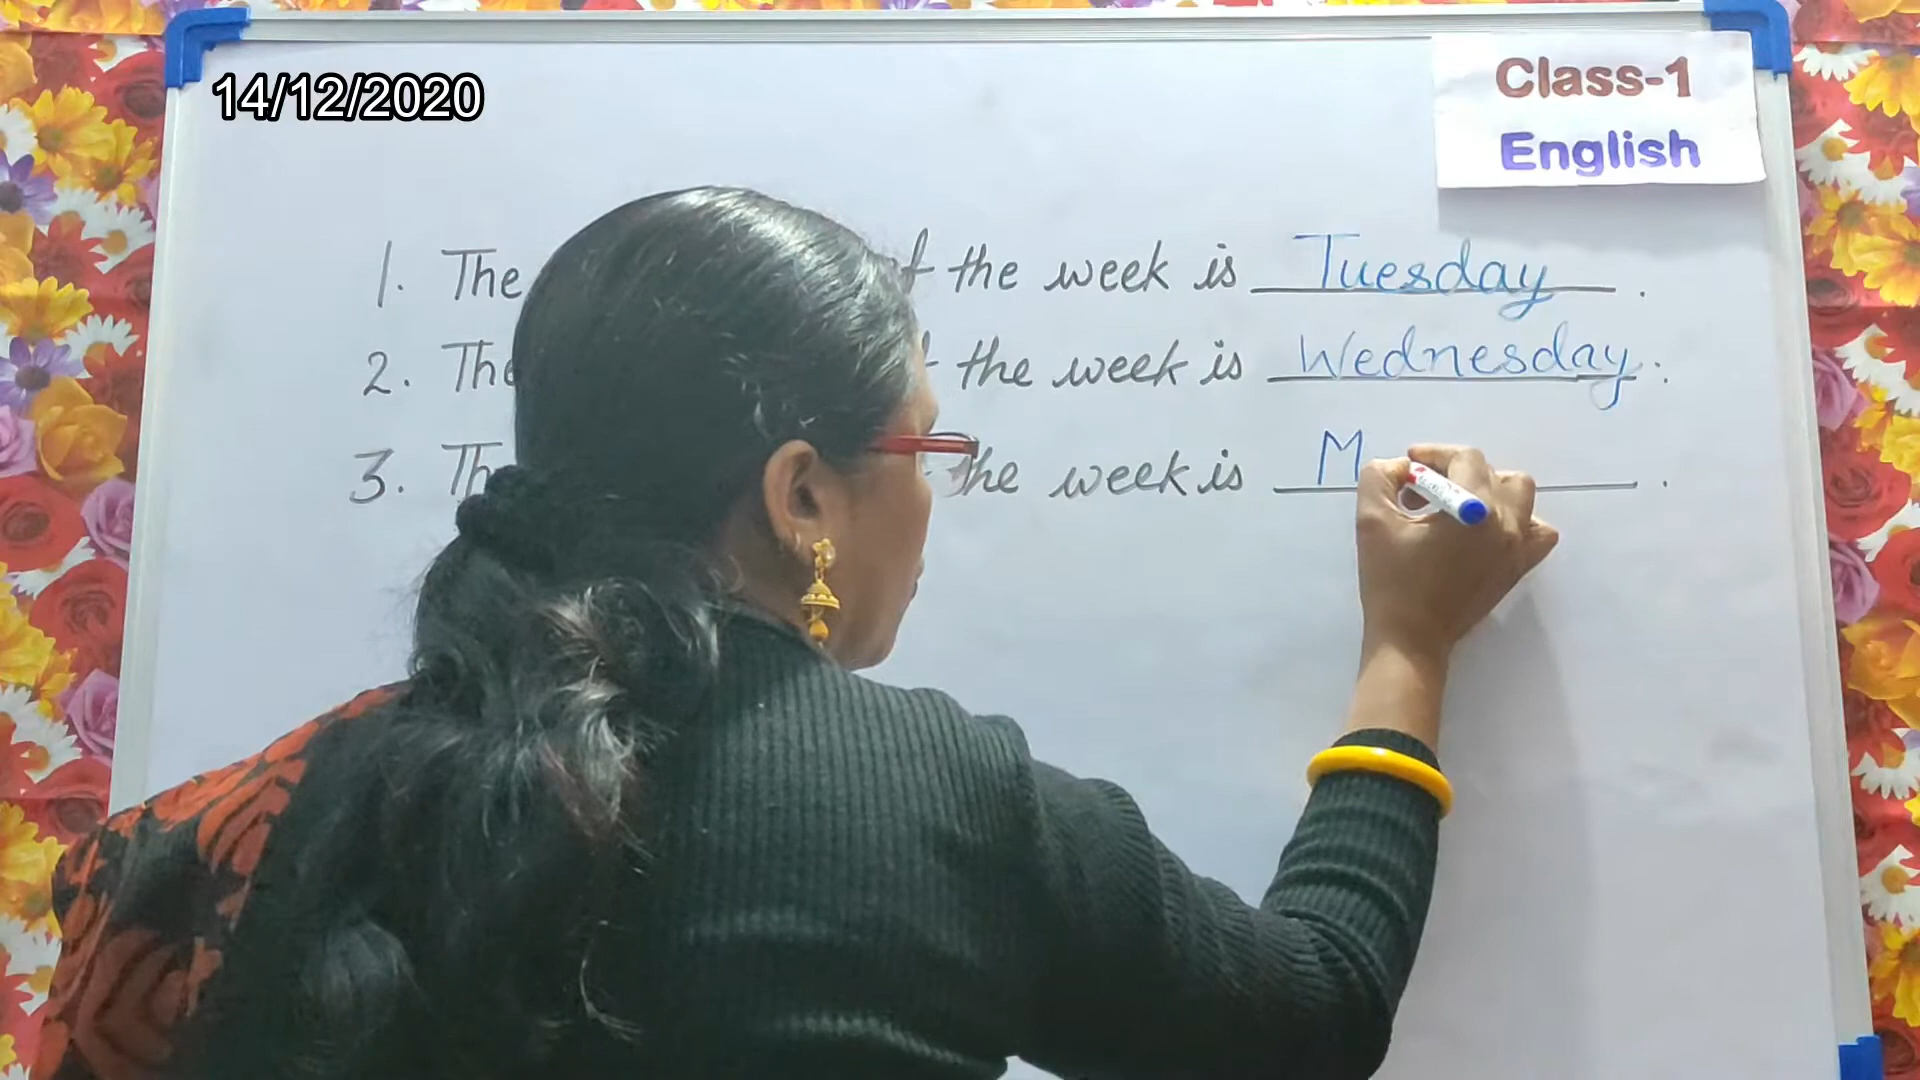 14/12/2020
Class-1
English
1. The the week is Tuesday.
2. The the week is Wednesday.
3. the week is M .